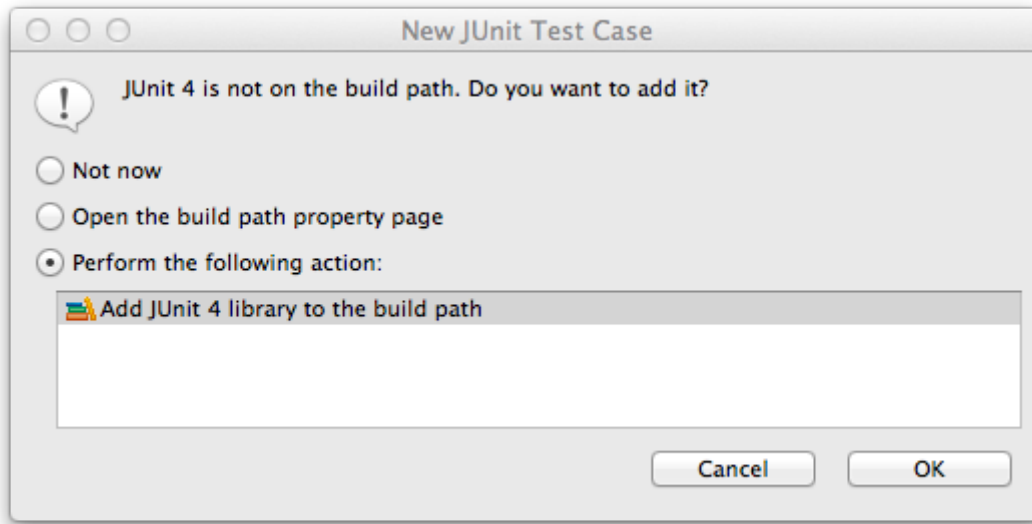 New JUnit Test Case
JUnit 4 is not on the build path. Do you want to add it?
Not now
Open the build path property page
Perform the following action:
Add JUnit 4 library to the build path
Cancel OK